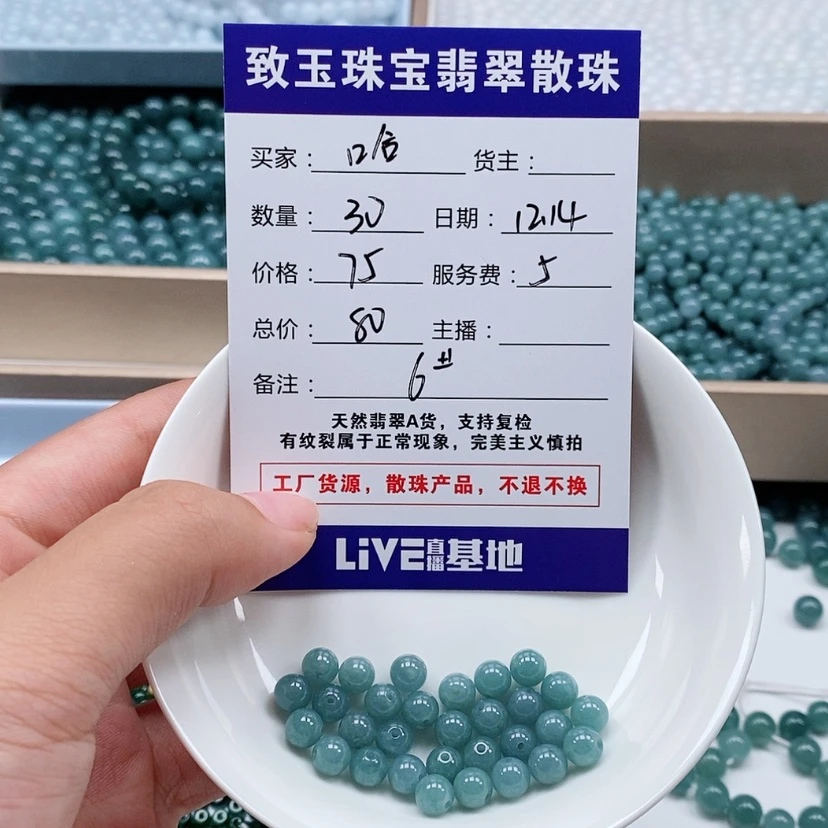 致玉珠宝翡翠散珠
买家： 货主：
数量：30 日期：12.14
价格：75 服务费：5
总价：80 主播：
备注：6#
天然翡翠A货，支持复检
有纹裂属于正常现象，完美主义慎拍
工厂货源，散珠产品，不退不换
LiVE直播基地